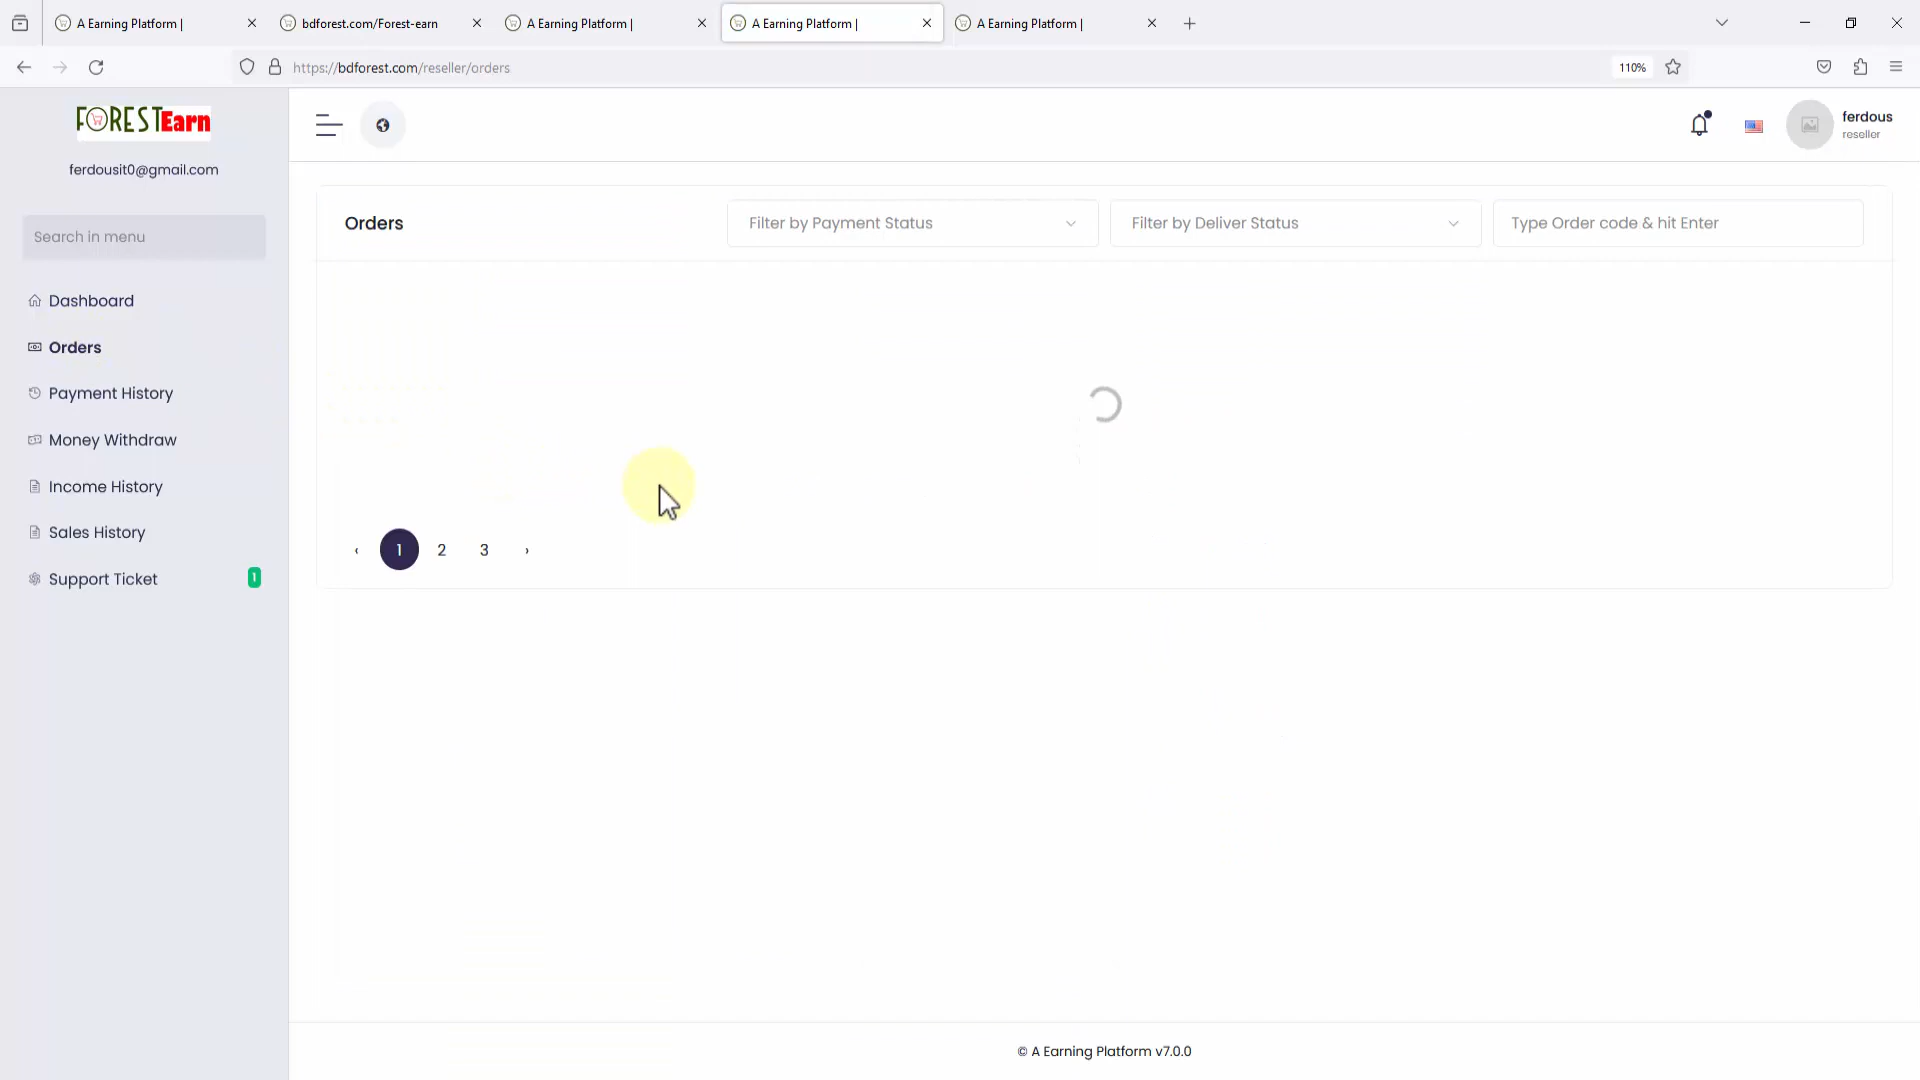 A Earning Platform |
bdforest.com/Forest-earn
A Earning Platform |
A Earning Platform |
A Earning Platform |
https://bdforest.com/reseller/orders
110%
FORESTEarn
ferdousit0@gmail.com
Search in menu
Dashboard
Orders
Payment History
Money Withdraw
Income History
Sales History
Support Ticket
1
ferdous
reseller
Orders
Filter by Payment Status
Filter by Deliver Status
Type Order code & hit Enter
‹ 1 2 3 ›
© A Earning Platform v7.0.0